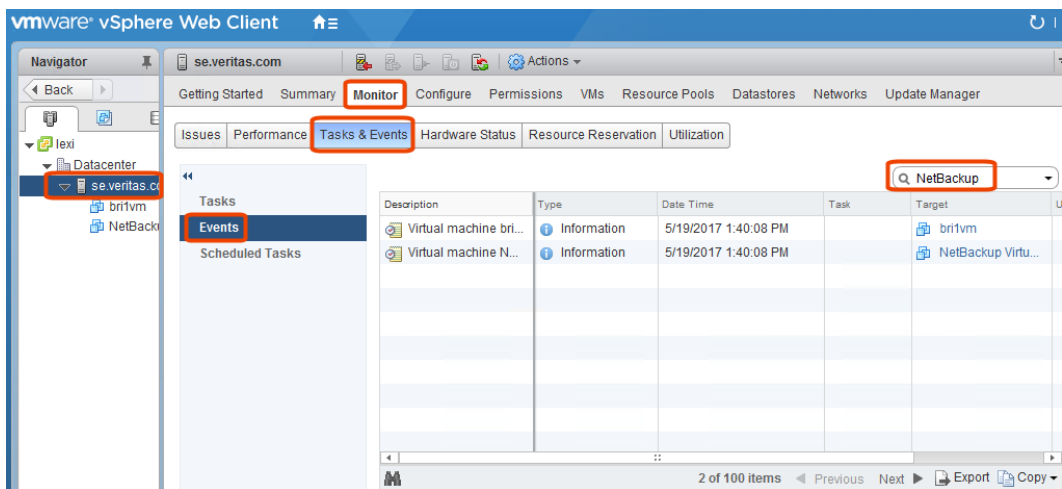 vmware® vSphere Web Client
Navigator
se.veritas.com
Actions
Back
Getting Started Summary Monitor Configure Permissions VMs Resource Pools Datastores Networks Update Manager
Issues Performance Tasks & Events Hardware Status Resource Reservation Utilization
lexi
Datacenter
se.veritas.co
bri1vm
NetBack
NetBackup
Tasks
Events
Scheduled Tasks
Description Type Date Time Task Target
Virtual machine bri... Information 5/19/2017 1:40:08 PM bri1vm
Virtual machine N... Information 5/19/2017 1:40:08 PM NetBackup Virtu...
2 of 100 items Previous Next Export Copy